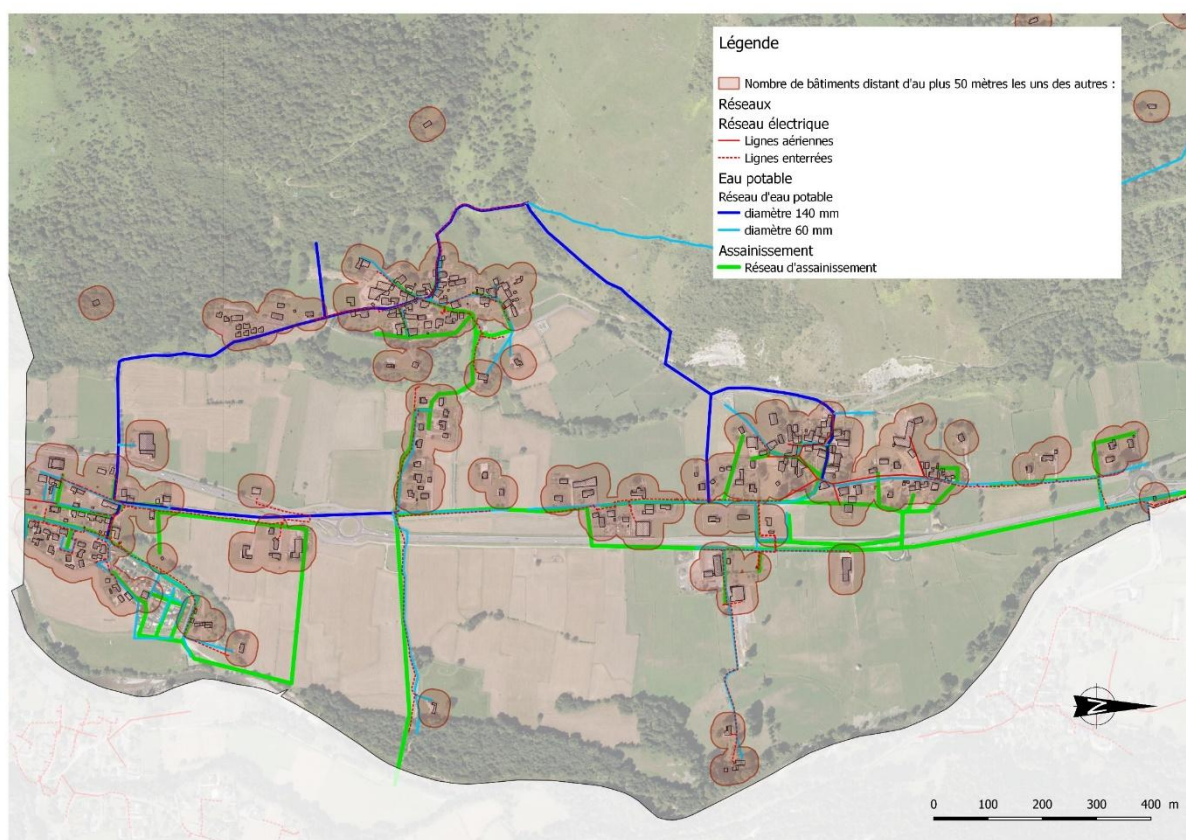 Légende
Nombre de bâtiments distant d'au plus 50 mètres les uns des autres :
Réseaux
Réseau électrique
Lignes aériennes
Lignes enterrées
Eau potable
Réseau d'eau potable
diamètre 140 mm
diamètre 60 mm
Assainissement
Réseau d'assainissement
N
0 100 200 300 400 m